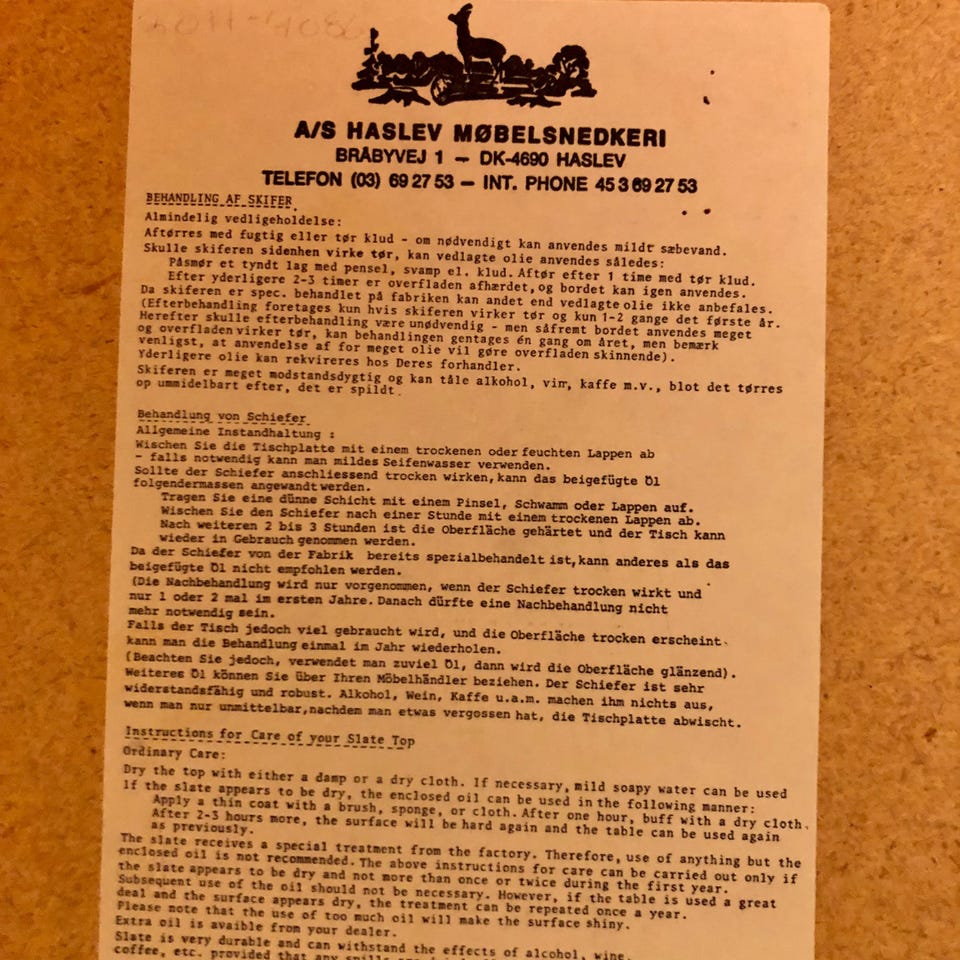 A/S HASLEV MØBELSNEDKERI
BRÅBYVEJ 1 — DK-4690 HASLEV
TELEFON (03) 69 27 53 — INT. PHONE 45 3 69 27 53
BEHANDLING AF SKIFER
Almindelig vedligeholdelse:
Aftørres med fugtig eller tør klud - om nødvendigt kan anvendes mildt sæbevand.
Skulle skiferen sidenhen virke tør, kan vedlagte olie anvendes således:
Påsmør et tyndt lag med pensel, svamp el. klud. Aftør efter 1 time med tør klud.
Efter yderligere 2-3 timer er overfladen afhærdet, og bordet kan igen anvendes.
Da skiferen er spec. behandlet på fabriken kan andet end vedlagte olie ikke anbefales.
(Efterbehandling foretages kun hvis skiferen virker tør og kun 1-2 gange det første år.
Herefter skulle efterbehandling være unødvendig - men såfremt bordet anvendes meget
og overfladen virker tør, kan behandlingen gentages én gang om året, men bemærk
venligst, at anvendelse af for meget olie vil gøre overfladen skinnende).
Yderligere olie kan rekvireres hos Deres forhandler.
Skiferen er meget modstandsdygtig og kan tåle alkohol, vin, kaffe m.v., blot det tørres
op ummidelbart efter, det er spildt.
Behandlung von Schiefer
Allgemeine Instandhaltung :
Wischen Sie die Tischplatte mit einem trockenen oder feuchten Lappen ab
- falls notwendig kann man mildes Seifenwasser verwenden.
Sollte der Schiefer anschliessend trocken wirken, kann das beigefügte Öl
folgendermassen angewandt werden.
Tragen Sie eine dünne Schicht mit einem Pinsel, Schwamm oder Lappen auf.
Wischen Sie den Schiefer nach einer Stunde mit einem trockenen Lappen ab.
Nach weiteren 2 bis 3 Stunden ist die Oberfläche gehärtet und der Tisch kann
wieder in Gebrauch genommen werden.
Da der Schiefer von der Fabrik bereits spezialbehandelt ist, kann anderes als das
beigefügte Öl nicht empfohlen werden.
(Die Nachbehandlung wird nur vorgenommen, wenn der Schiefer trocken wirkt und
nur 1 oder 2 mal im ersten Jahre. Danach dürfte eine Nachbehandlung nicht
mehr notwendig sein.
Falls der Tisch jedoch viel gebraucht wird, und die Oberfläche trocken erscheint
kann man die Behandlung einmal im Jahr wiederholen.
(Beachten Sie jedoch, verwendet man zuviel Öl, dann wird die Oberfläche glänzend).
Weiteres Öl können Sie über Ihren Möbelhändler beziehen. Der Schiefer ist sehr
widerstandsfähig und robust. Alkohol, Wein, Kaffe u.a.m. machen ihm nichts aus,
wenn man nur unmittelbar, nachdem man etwas vergossen hat, die Tischplatte abwischt.
Instructions for Care of your Slate Top
Ordinary Care:
Dry the top with either a damp or a dry cloth. If necessary, mild soapy water can be used
If the slate appears to be dry, the enclosed oil can be used in the following manner:
Apply a thin coat with a brush, sponge, or cloth. After one hour, buff with a dry cloth.
After 2-3 hours more, the surface will be hard again and the table can be used again
as previously.
The slate receives a special treatment from the factory. Therefore, use of anything but the
enclosed oil is not recommended. The above instructions for care can be carried out only if
the slate appears to be dry and not more than once or twice during the first year.
Subsequent use of the oil should not be necessary. However, if the table is used a great
deal and the surface appears dry, the treatment can be repeated once a year.
Please note that the use of too much oil will make the surface shiny.
Extra oil is avaible from your dealer.
Slate is very durable and can withstand the effects of alcohol, wine,
coffee, etc. provided that any spills